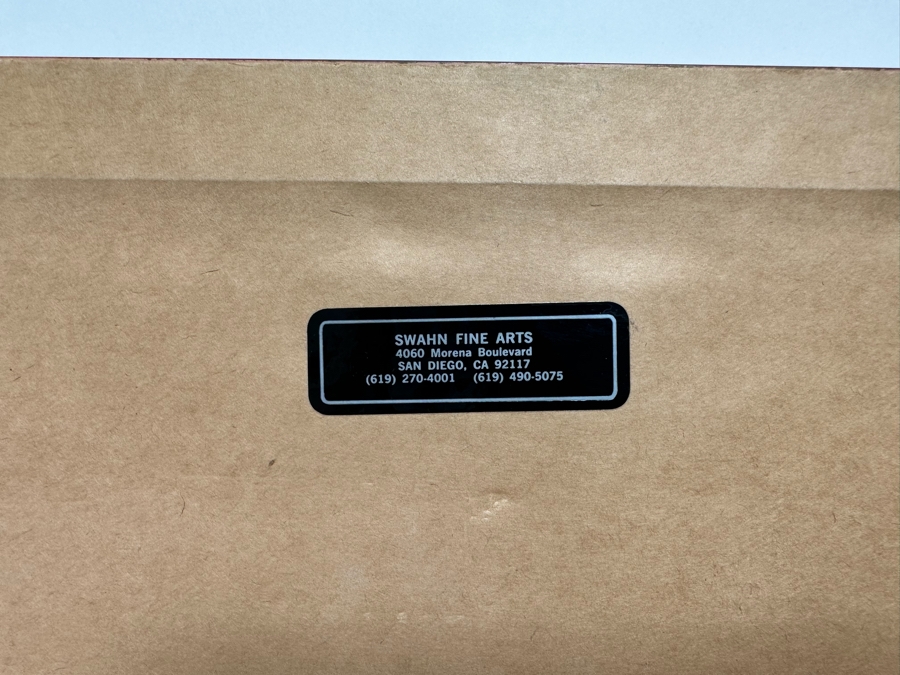 SWAHN FINE ARTS
4060 Morena Boulevard
SAN DIEGO, CA 92117
(619) 270-4001 (619) 490-5075